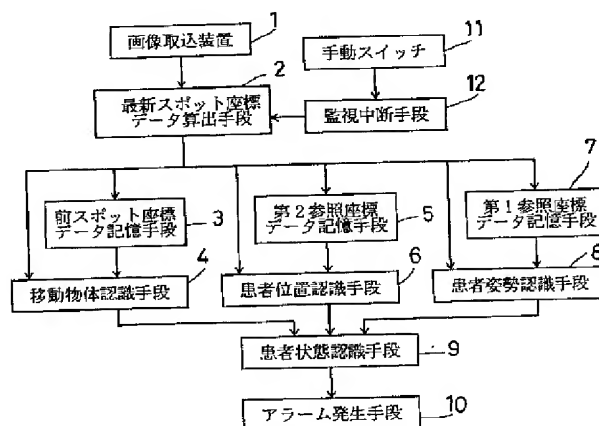 1
画像取込装置
11
手動スイッチ
2
最新スポット座標
データ算出手段
12
監視中断手段
前スポット座標
データ記憶手段
3
第2参照座標
データ記憶手段
5
7
第1参照座標
データ記憶手段
4
移動物体認識手段
6
患者位置認識手段
8
患者姿勢認識手段
患者状態認識手段
9
アラーム発生手段
10